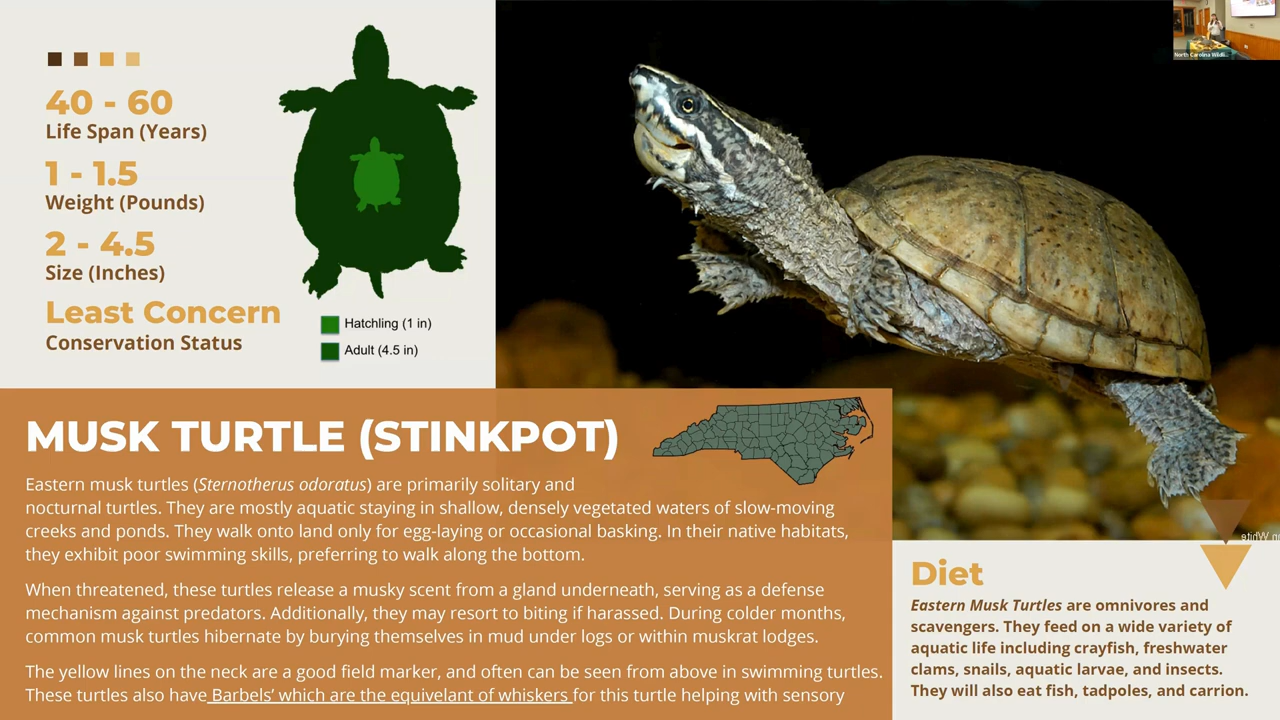 40 - 60
Life Span (Years)
1 - 1.5
Weight (Pounds)
2 - 4.5
Size (Inches)
Least Concern
Conservation Status
Hatchling (1 in)
Adult (4.5 in)
MUSK TURTLE (STINKPOT)
Eastern musk turtles (Sternotherus odoratus) are primarily solitary and
nocturnal turtles. They are mostly aquatic staying in shallow, densely vegetated waters of slow-moving
creeks and ponds. They walk onto land only for egg-laying or occasional basking. In their native habitats,
they exhibit poor swimming skills, preferring to walk along the bottom.
When threatened, these turtles release a musky scent from a gland underneath, serving as a defense
mechanism against predators. Additionally, they may resort to biting if harassed. During colder months,
common musk turtles hibernate by burying themselves in mud under logs or within muskrat lodges.
The yellow lines on the neck are a good field marker, and often can be seen from above in swimming turtles.
These turtles also have Barbels’ which are the equivelant of whiskers for this turtle helping with sensory
Diet
Eastern Musk Turtles are omnivores and
scavengers. They feed on a wide variety of
aquatic life including crayfish, freshwater
clams, snails, aquatic larvae, and insects.
They will also eat fish, tadpoles, and carrion.
North Carolina Wildli...